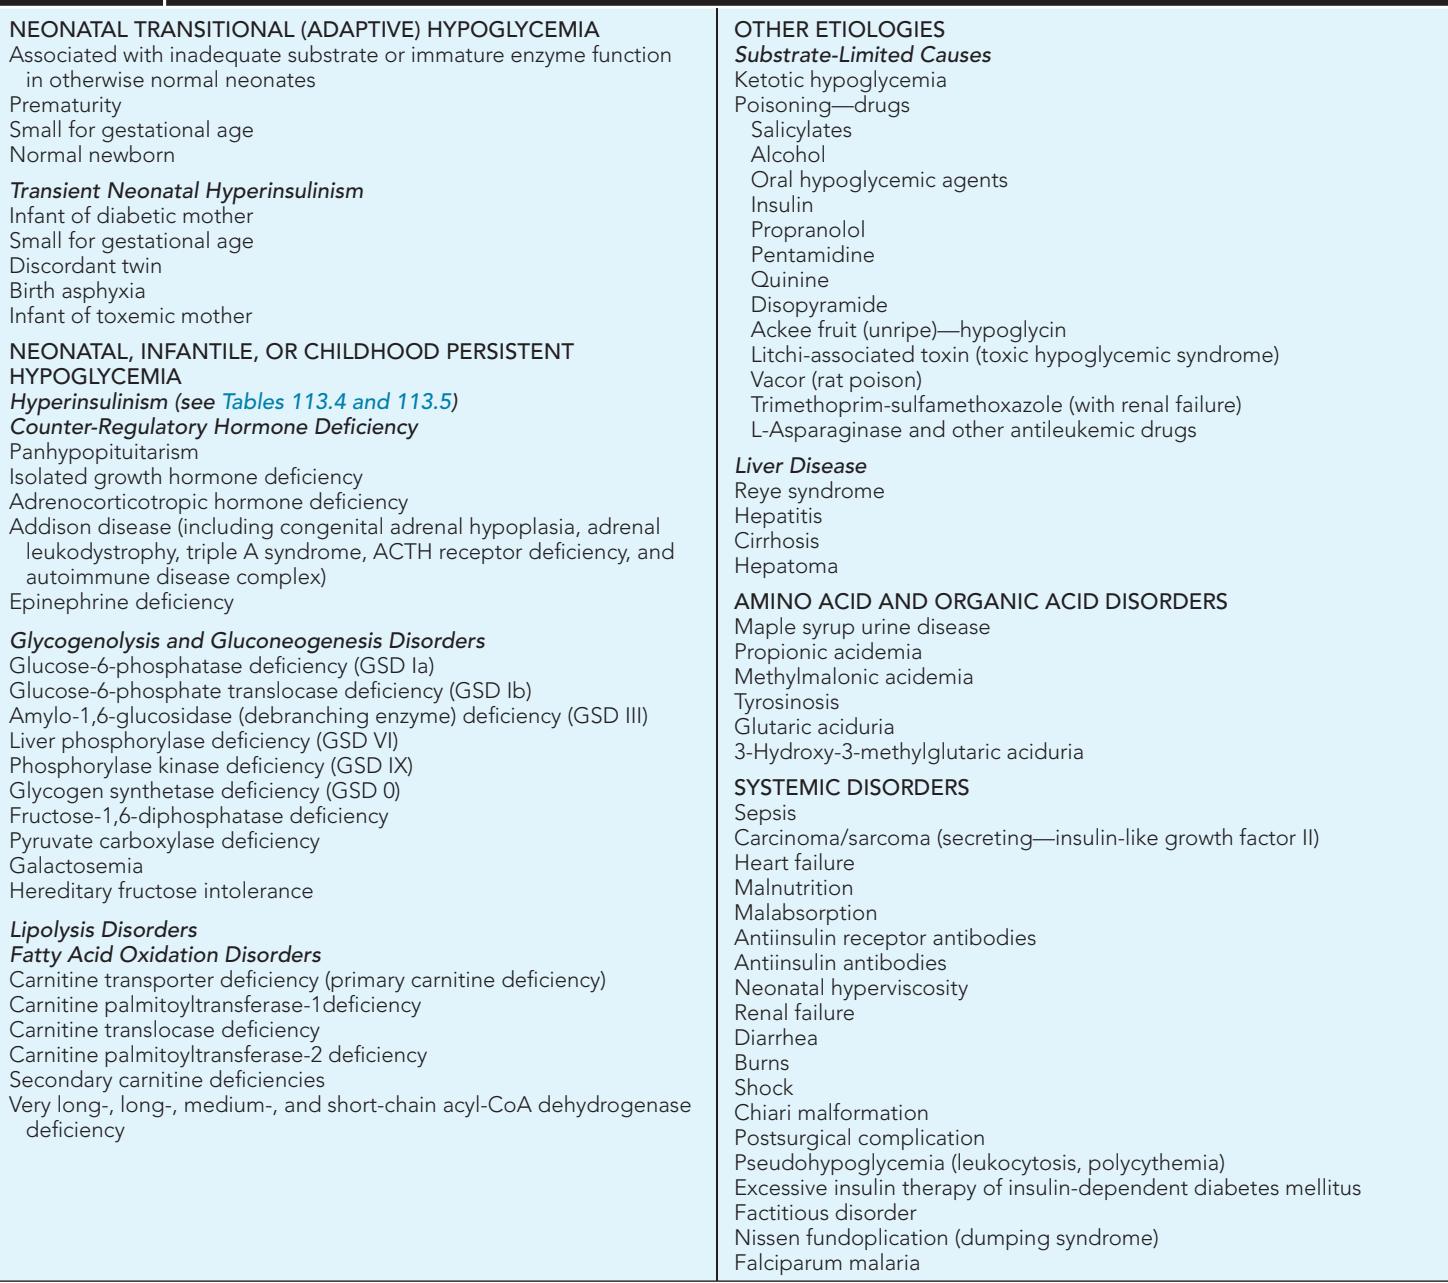 NEONATAL TRANSITIONAL (ADAPTIVE) HYPOGLYCEMIA
Associated with inadequate substrate or immature enzyme function
in otherwise normal neonates
Prematurity
Small for gestational age
Normal newborn
Transient Neonatal Hyperinsulinism
Infant of diabetic mother
Small for gestational age
Discordant twin
Birth asphyxia
Infant of toxemic mother
NEONATAL, INFANTILE, OR CHILDHOOD PERSISTENT
HYPOGLYCEMIA
Hyperinsulinism (see Tables 113.4 and 113.5)
Counter-Regulatory Hormone Deficiency
Panhypopituitarism
Isolated growth hormone deficiency
Adrenocorticotropic hormone deficiency
Addison disease (including congenital adrenal hypoplasia, adrenal
leukodystrophy, triple A syndrome, ACTH receptor deficiency, and
autoimmune disease complex)
Epinephrine deficiency
Glycogenolysis and Gluconeogenesis Disorders
Glucose-6-phosphatase deficiency (GSD Ia)
Glucose-6-phosphate translocase deficiency (GSD Ib)
Amylo-1,6-glucosidase (debranching enzyme) deficiency (GSD III)
Liver phosphorylase deficiency (GSD VI)
Phosphorylase kinase deficiency (GSD IX)
Glycogen synthetase deficiency (GSD 0)
Fructose-1,6-diphosphatase deficiency
Pyruvate carboxylase deficiency
Galactosemia
Hereditary fructose intolerance
Lipolysis Disorders
Fatty Acid Oxidation Disorders
Carnitine transporter deficiency (primary carnitine deficiency)
Carnitine palmitoyltransferase-1deficiency
Carnitine translocase deficiency
Carnitine palmitoyltransferase-2 deficiency
Secondary carnitine deficiencies
Very long-, long-, medium-, and short-chain acyl-CoA dehydrogenase
deficiency
OTHER ETIOLOGIES
Substrate-Limited Causes
Ketotic hypoglycemia
Poisoning—drugs
Salicylates
Alcohol
Oral hypoglycemic agents
Insulin
Propranolol
Pentamidine
Quinine
Disopyramide
Ackee fruit (unripe)—hypoglycin
Litchi-associated toxin (toxic hypoglycemic syndrome)
Vacor (rat poison)
Trimethoprim-sulfamethoxazole (with renal failure)
L-Asparaginase and other antileukemic drugs
Liver Disease
Reye syndrome
Hepatitis
Cirrhosis
Hepatoma
AMINO ACID AND ORGANIC ACID DISORDERS
Maple syrup urine disease
Propionic acidemia
Methylmalonic acidemia
Tyrosinosis
Glutaric aciduria
3-Hydroxy-3-methylglutaric aciduria
SYSTEMIC DISORDERS
Sepsis
Carcinoma/sarcoma (secreting—insulin-like growth factor II)
Heart failure
Malnutrition
Malabsorption
Antiinsulin receptor antibodies
Antiinsulin antibodies
Neonatal hyperviscosity
Renal failure
Diarrhea
Burns
Shock
Chiari malformation
Postsurgical complication
Pseudohypoglycemia (leukocytosis, polycythemia)
Excessive insulin therapy of insulin-dependent diabetes mellitus
Factitious disorder
Nissen fundoplication (dumping syndrome)
Falciparum malaria